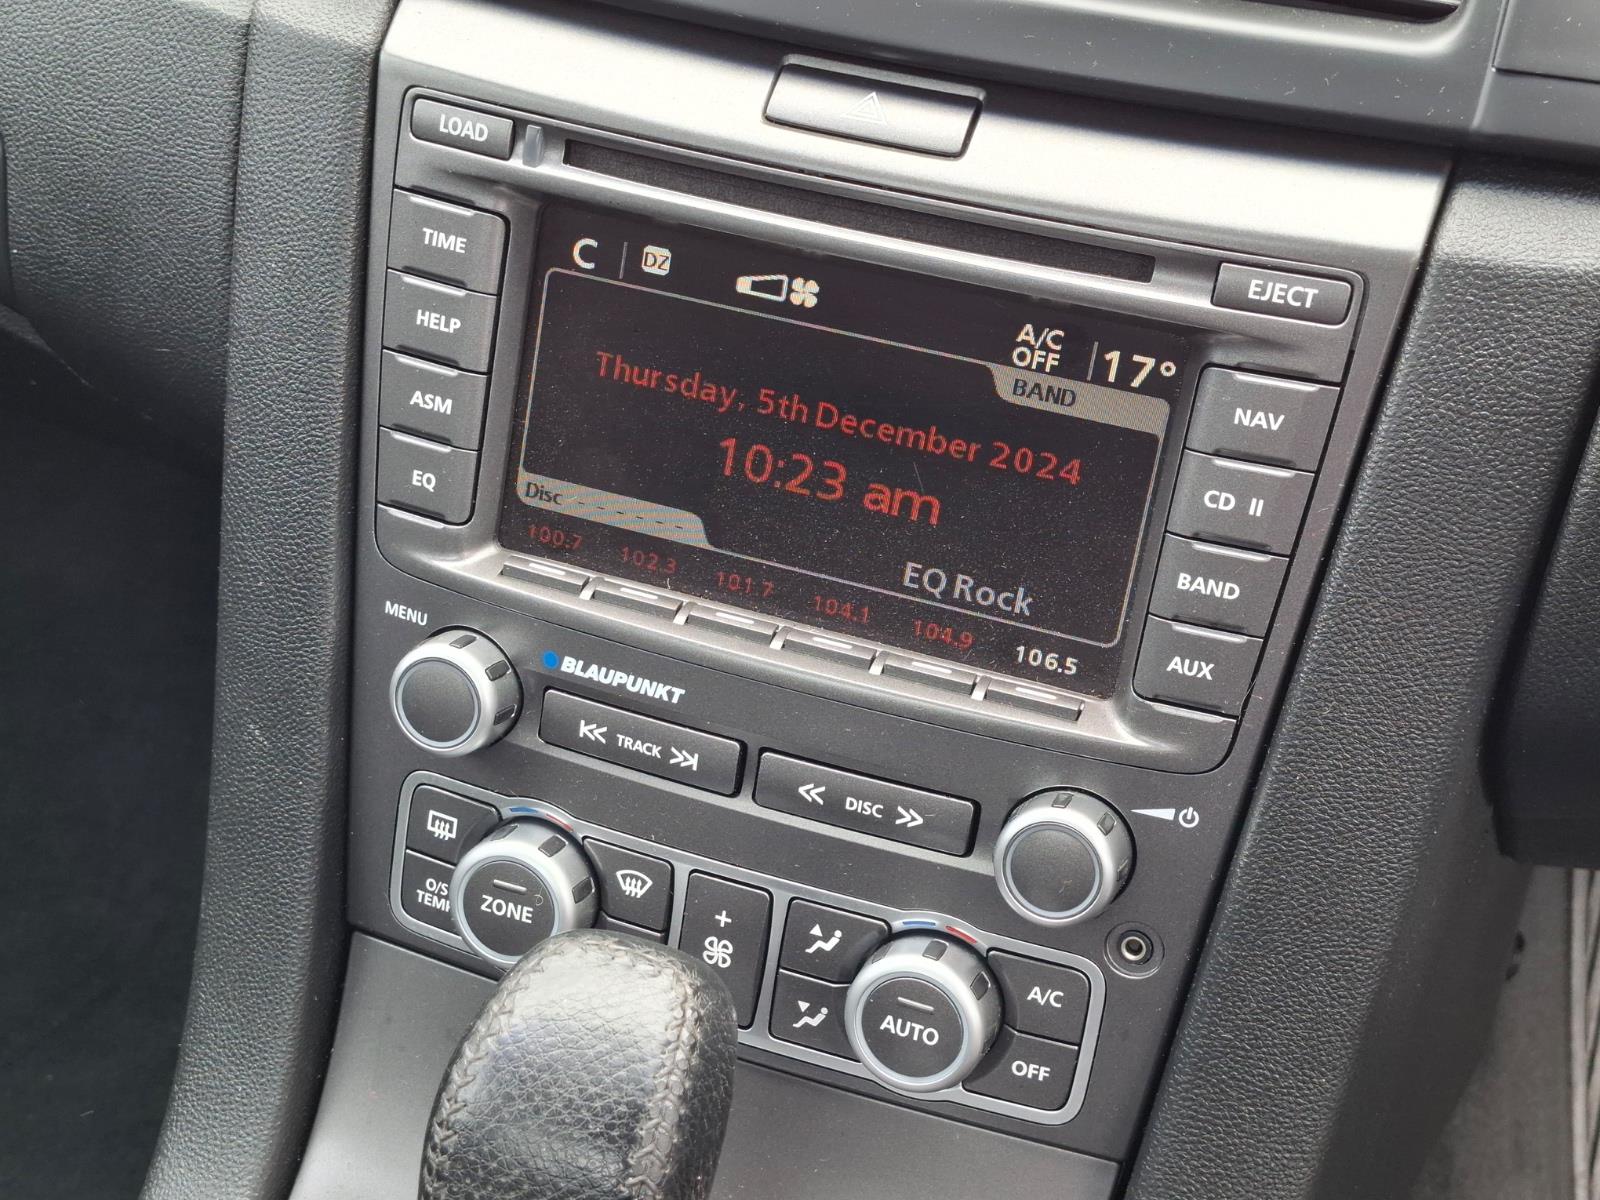 LOAD
EJECT
TIME
HELP
ASM
EQ
C DZ
A/C
OFF
17°
BAND
Thursday, 5th December 2024
10:23 am
Disc - - - - - -
EQ Rock
100.7 102.3 101.7 104.1 104.9 106.5
NAV
CD II
BAND
AUX
MENU
BLAUPUNKT
TRACK
DISC
O/S
ZONE
+
AUTO
A/C
OFF